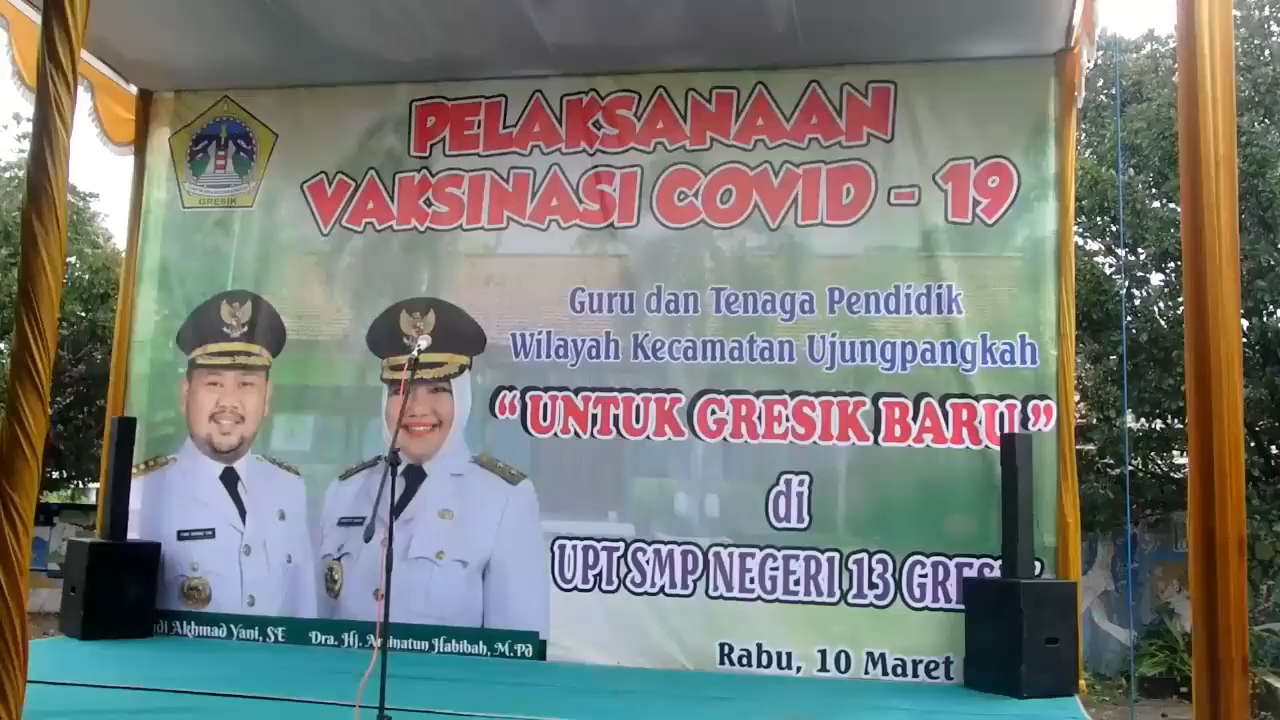 PELAKSANAAN
VAKSINASI COVID - 19
GRESIK
Guru dan Tenaga Pendidik
Wilayah Kecamatan Ujungpangkah
" UNTUK GRESIK BARU "
di
UPT SMP NEGERI 13
Akhmad Yani, SE
Dra. Hj. Habibah, M.Pd
Rabu, 10 Maret